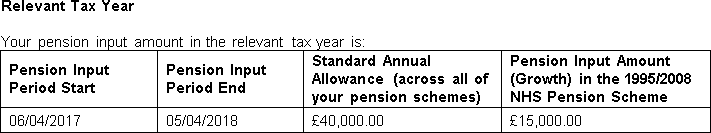 Relevant Tax Year
Your pension input amount in the relevant tax year is:
Pension Input Period Start
Pension Input Period End
Standard Annual Allowance (across all of your pension schemes)
Pension Input Amount (Growth) in the 1995/2008 NHS Pension Scheme
06/04/2017
05/04/2018
£40,000.00
£15,000.00